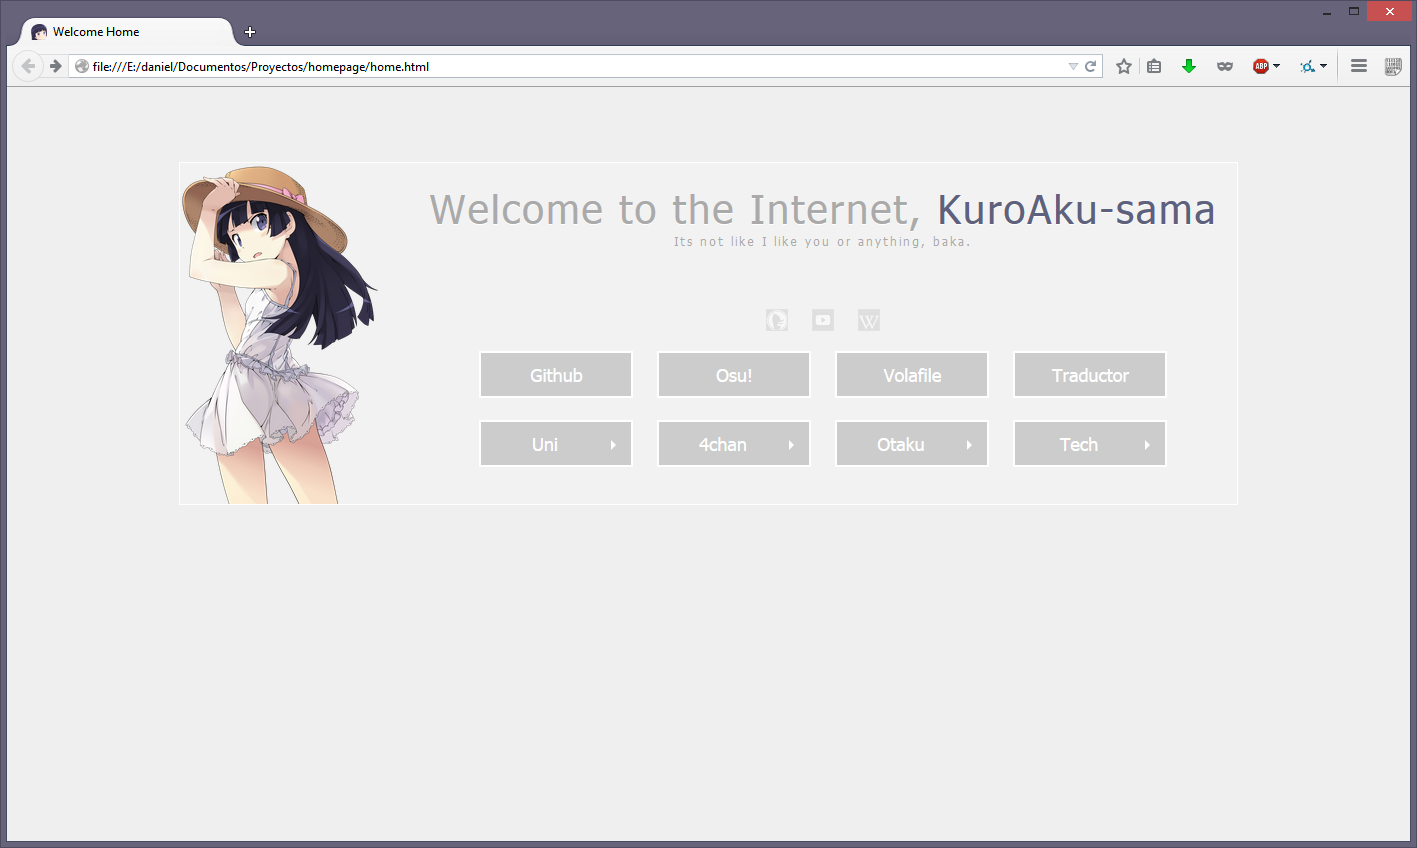 Welcome Home
file:///E:/daniel/Documentos/Proyectos/homepage/home.html
ABP
Welcome to the Internet, KuroAku-sama
Its not like I like you or anything, baka.
W
Github Osu! Volafile Traductor
Uni 4chan Otaku Tech